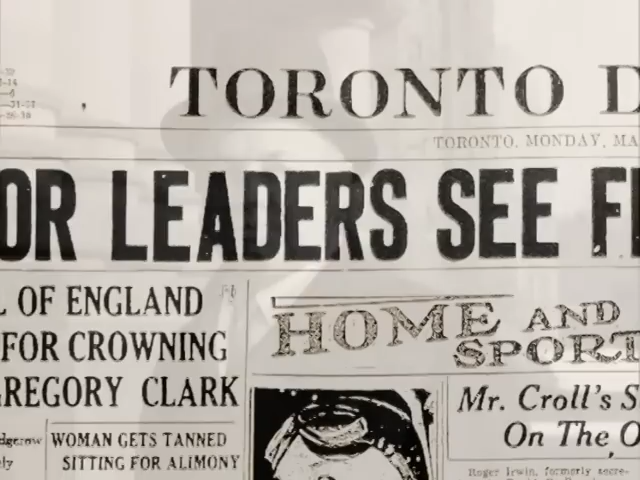 TORONTO D
TORONTO, MONDAY, MA
OR LEADERS SEE F
L OF ENGLAND
FOR CROWNING
GREGORY CLARK
HOME AND
SPORT
Mr. Croll's S
On The O
WOMAN GETS TANNED
SITTING FOR ALIMONY
Roger Irwin, formerly secre-